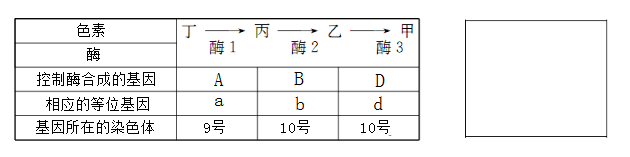 色素 丁 → 丙 → 乙 → 甲
酶 酶1 酶2 酶3
控制酶合成的基因 A B D
相应的等位基因 a b d
基因所在的染色体 9号 10号 10号